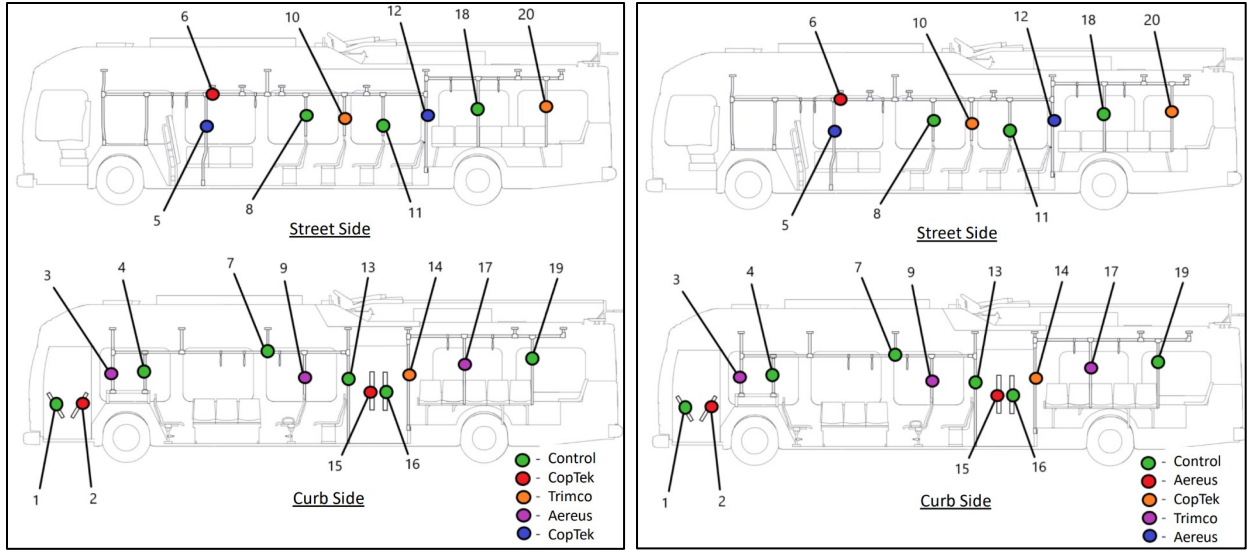 6 10 12 18 20
5 8 11
Street Side
3 4 7 9 13 14 17 19
1 2 15 16
Curb Side
- Control
- CopTek
- Trimco
- Aereus
- CopTek
6 10 12 18 20
5 8 11
Street Side
3 4 7 9 13 14 17 19
1 2 15 16
Curb Side
- Control
- Aereus
- CopTek
- Trimco
- Aereus